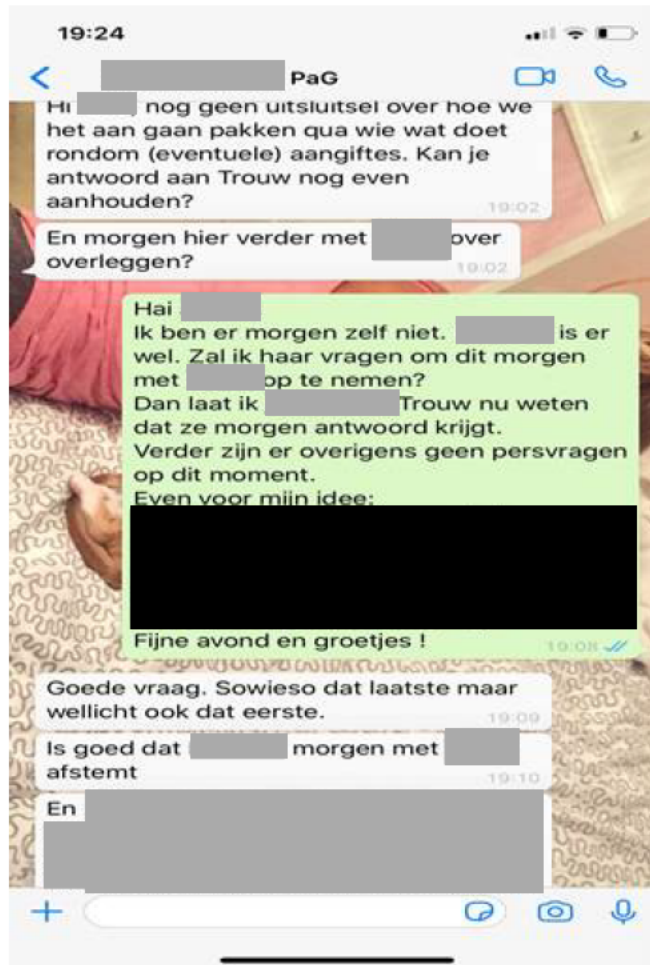 19:24
PaG
Hi nog geen uitsluitsel over hoe we
het aan gaan pakken qua wie wat doet
rondom (eventuele) aangiftes. Kan je
antwoord aan Trouw nog even
aanhouden?
19:02
En morgen hier verder met over
overleggen?
19:02
Hai
Ik ben er morgen zelf niet. is er
wel. Zal ik haar vragen om dit morgen
met op te nemen?
Dan laat ik Trouw nu weten
dat ze morgen antwoord krijgt.
Verder zijn er overigens geen persvragen
op dit moment.
Even voor mijn idee:
Fijne avond en groetjes !
19:08
Goede vraag. Sowieso dat laatste maar
wellicht ook dat eerste.
19:09
Is goed dat morgen met
afstemt
19:10
En